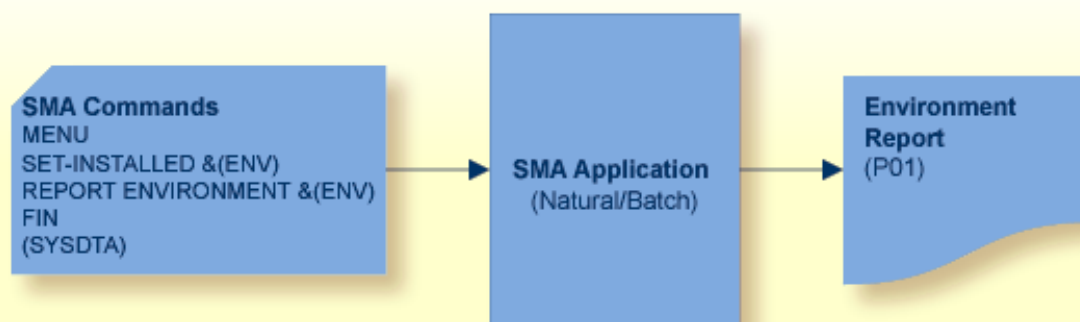 SMA Commands
MENU
SET-INSTALLED &(ENV)
REPORT ENVIRONMENT &(ENV)
FIN
(SYSDTA)
SMA Application
(Natural/Batch)
Environment
Report
(P01)